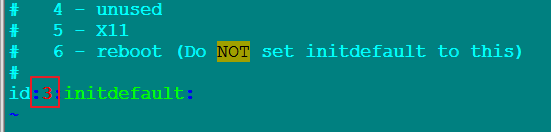 #   4 - unused
#   5 - X11
#   6 - reboot (Do NOT set initdefault to this)
#
id:3:initdefault:
~